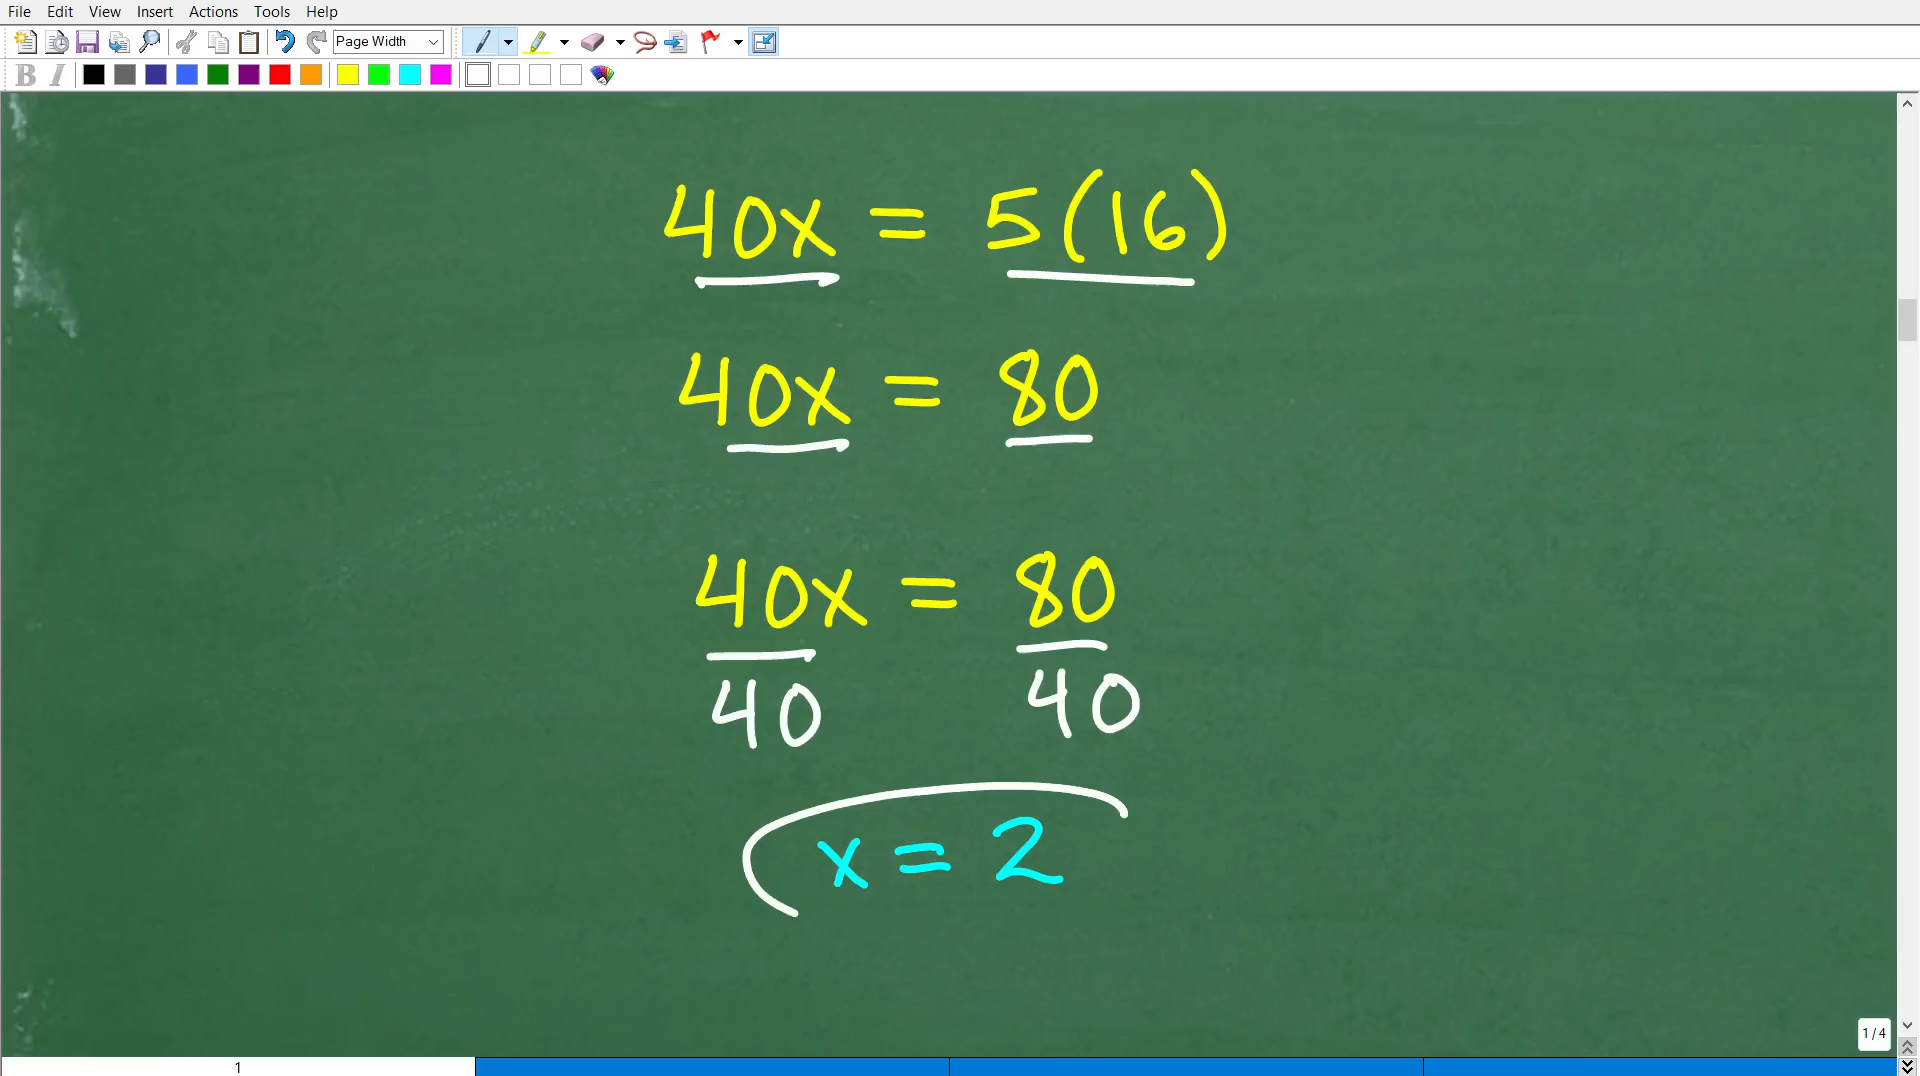 File Edit View Insert Actions Tools Help
Page Width
B I
40x = 5(16)
40x = 80
40x = 80
40 40
x = 2
1 / 4
1